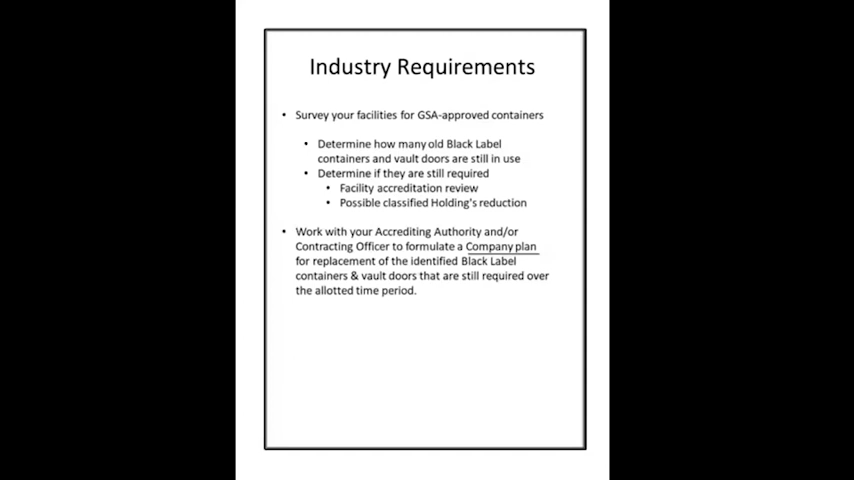 Industry Requirements
• Survey your facilities for GSA-approved containers
• Determine how many old Black Label
containers and vault doors are still in use
• Determine if they are still required
• Facility accreditation review
• Possible classified Holding's reduction
• Work with your Accrediting Authority and/or
Contracting Officer to formulate a Company plan
for replacement of the identified Black Label
containers & vault doors that are still required over
the allotted time period.